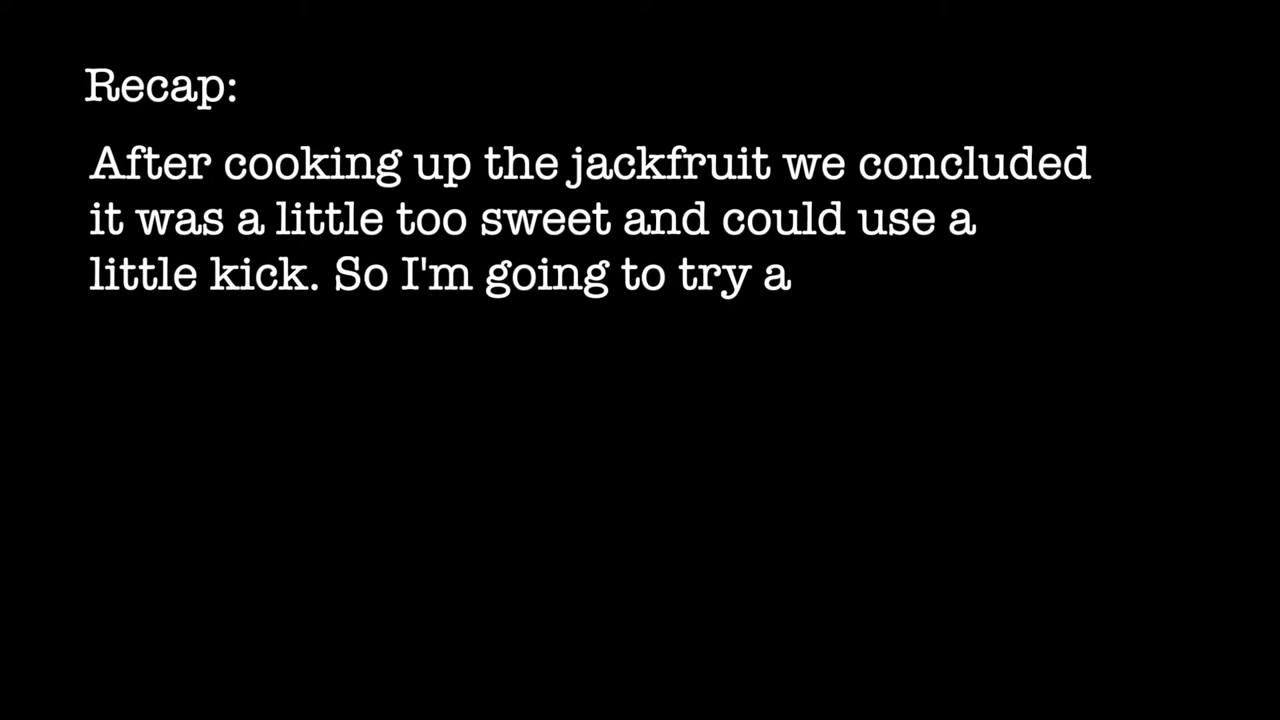 Recap:
After cooking up the jackfruit we concluded
it was a little too sweet and could use a
little kick. So I'm going to try a